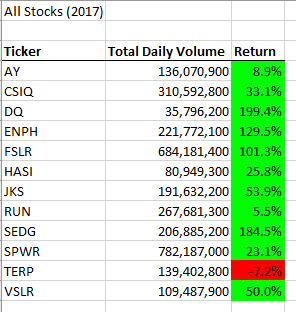 All Stocks (2017)
Ticker Total Daily Volume Return
AY 136,070,900 8.9%
CSIQ 310,592,800 33.1%
DQ 35,796,200 199.4%
ENPH 221,772,100 129.5%
FSLR 684,181,400 101.3%
HASI 80,949,300 25.8%
JKS 191,632,200 53.9%
RUN 267,681,300 5.5%
SEDG 206,885,200 184.5%
SPWR 782,187,000 23.1%
TERP 139,402,800 -7.2%
VSLR 109,487,900 50.0%